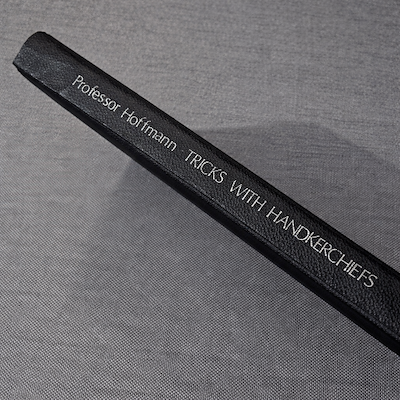 Professor Hoffmann · TRICKS WITH HANDKERCHIEFS